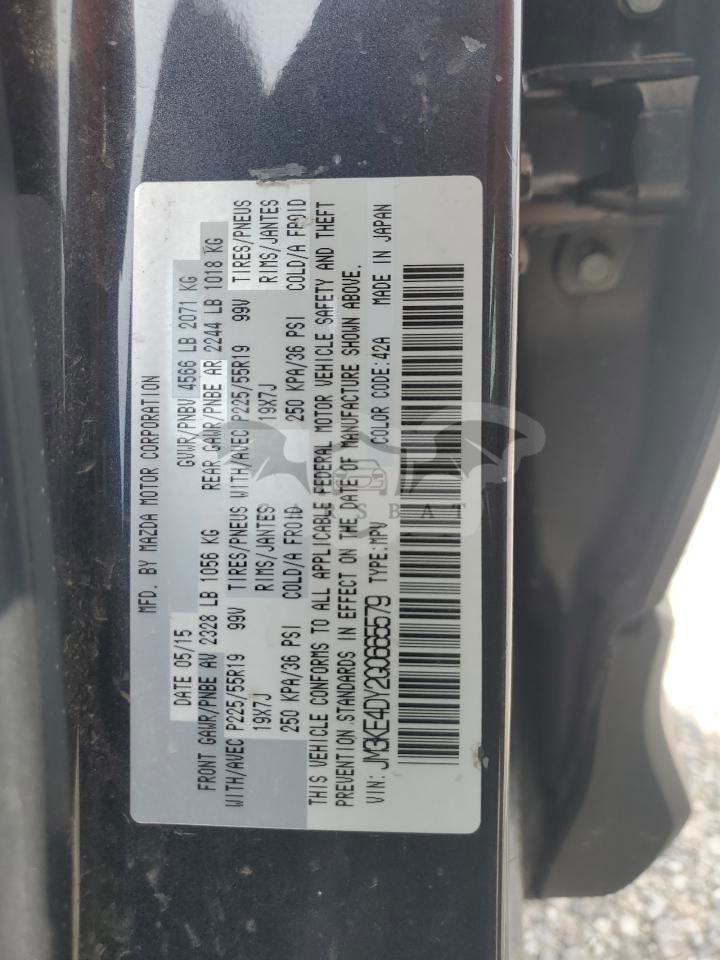 MFD. BY MAZDA MOTOR CORPORATION
DATE 05/15 GVWR/PNBV 4566 LB 2071 KG
FRONT GAWR/PNBE AV 2328 LB 1056 KG REAR GAWR/PNBE AR 2244 LB 1018 KG
WITH/AVEC P225/55R19 99V TIRES/PNEUS WITH/AVEC P225/55R19 99V TIRES/PNEUS
19X7J RIMS/JANTES 19X7J RIMS/JANTES
250 KPA/36 PSI COLD/A FROID 250 KPA/36 PSI COLD/A FROID
THIS VEHICLE CONFORMS TO ALL APPLICABLE FEDERAL MOTOR VEHICLE SAFETY AND THEFT
PREVENTION STANDARDS IN EFFECT ON THE DATE OF MANUFACTURE SHOWN ABOVE.
VIN: JM3KE4DY2G0665579 TYPE:MPV COLOR CODE:42A MADE IN JAPAN